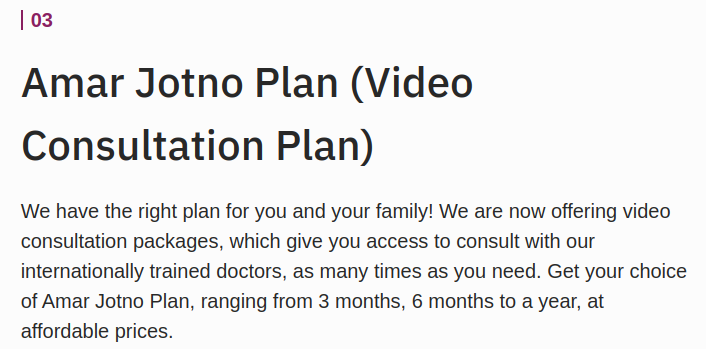 03
Amar Jotno Plan (Video
Consultation Plan)
We have the right plan for you and your family! We are now offering video
consultation packages, which give you access to consult with our
internationally trained doctors, as many times as you need. Get your choice
of Amar Jotno Plan, ranging from 3 months, 6 months to a year, at
affordable prices.